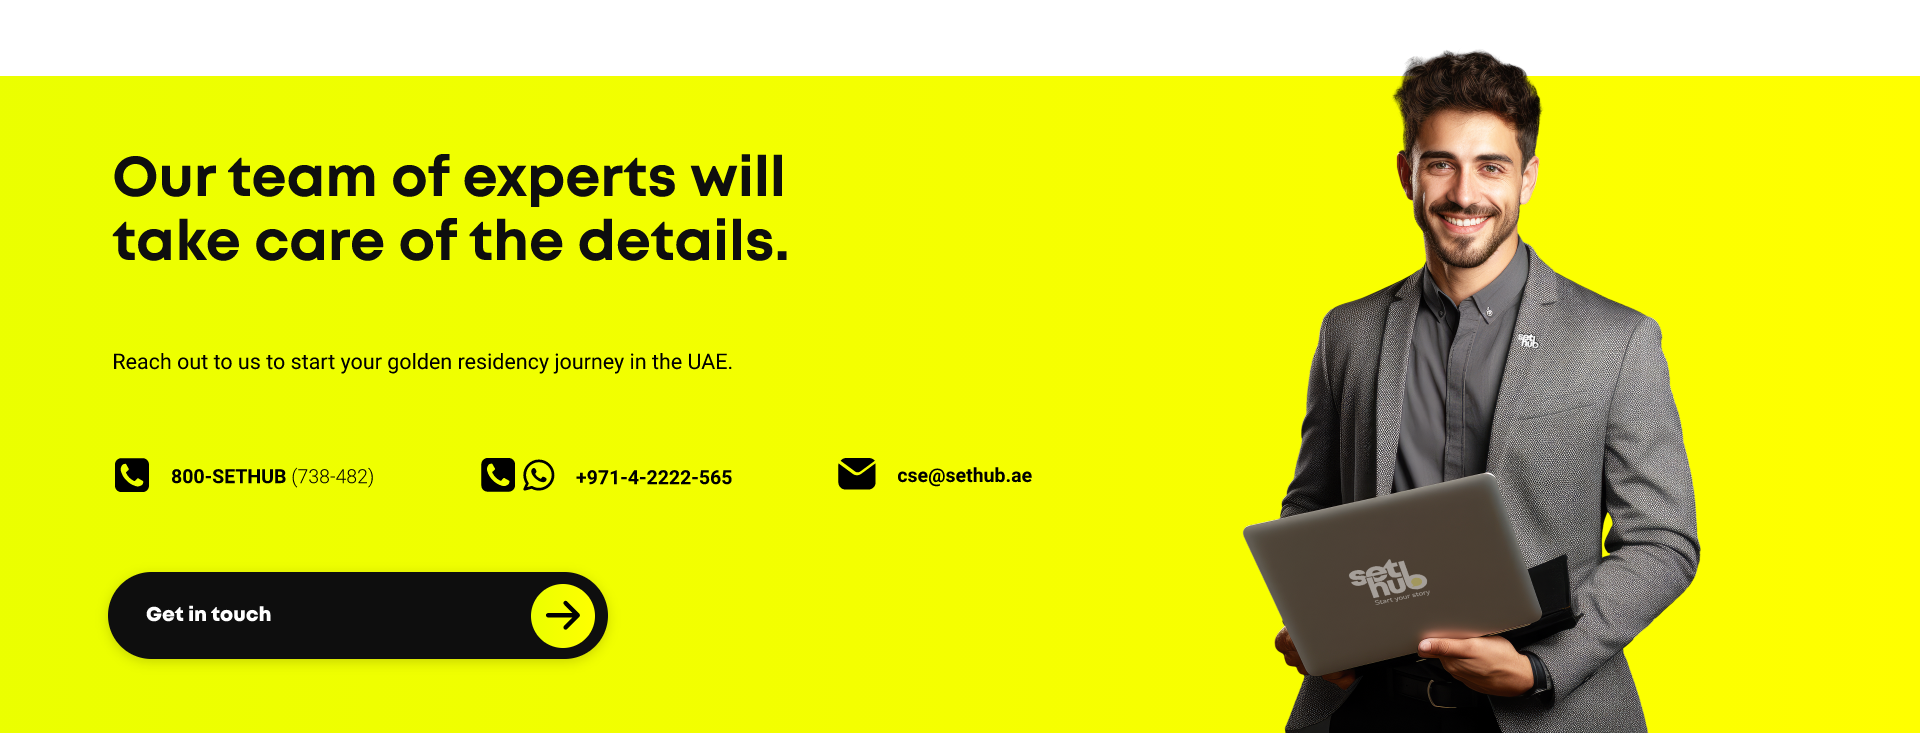 Our team of experts will
take care of the details.
Reach out to us to start your golden residency journey in the UAE.
800-SETHUB (738-482)
+971-4-2222-565
cse@sethub.ae
Get in touch
set
hub
set
hub
Start your story